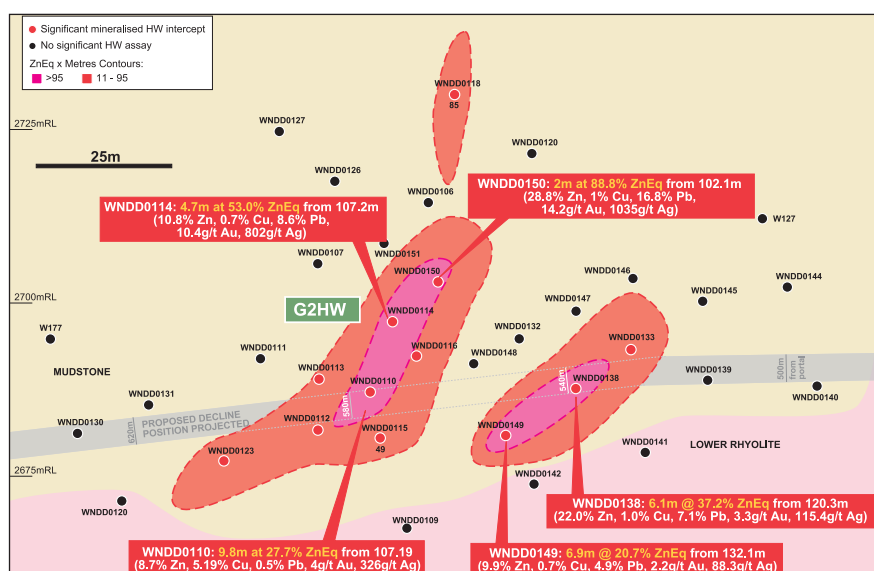 Significant mineralised HW intercept
No significant HW assay
ZnEq x Metres Contours:
>95
11 - 95
WNDD0118
85
2725mRL
WNDD0127
WNDD0120
25m
WNDD0126
WNDD0106
WNDD0150: 2m at 88.8% ZnEq from 102.1m
(28.8% Zn, 1% Cu, 16.8% Pb,
14.2g/t Au, 1035g/t Ag)
WNDD0114: 4.7m at 53.0% ZnEq from 107.2m
(10.8% Zn, 0.7% Cu, 8.6% Pb,
10.4g/t Au, 802g/t Ag)
W127
WNDD0107
WNDD0151
WNDD0150
WNDD0146
WNDD0144
WNDD0145
2700mRL
G2HW
WNDD0114
WNDD0147
W177
WNDD0132
WNDD0133
WNDD0111
WNDD0116
WNDD0148
MUDSTONE
WNDD0113
WNDD0110
WNDD0138
WNDD0139
500m
from
portal
540m
580m
620m
WNDD0140
WNDD0131
PROPOSED DECLINE
POSITION PROJECTED
WNDD0130
WNDD0112
WNDD0115
49
WNDD0149
WNDD0141
LOWER RHYOLITE
WNDD0123
2675mRL
WNDD0142
WNDD0120
WNDD0109
WNDD0138: 6.1m @ 37.2% ZnEq from 120.3m
(22.0% Zn, 1.0% Cu, 7.1% Pb, 3.3g/t Au, 115.4g/t Ag)
WNDD0110: 9.8m at 27.7% ZnEq from 107.19
(8.7% Zn, 5.19% Cu, 0.5% Pb, 4g/t Au, 326g/t Ag)
WNDD0149: 6.9m @ 20.7% ZnEq from 132.1m
(9.9% Zn, 0.7% Cu, 4.9% Pb, 2.2g/t Au, 88.3g/t Ag)